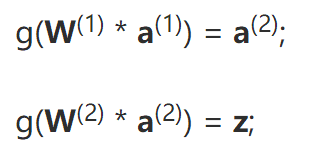 g(W⁽¹⁾ * a⁽¹⁾) = a⁽²⁾;
g(W⁽²⁾ * a⁽²⁾) = z;